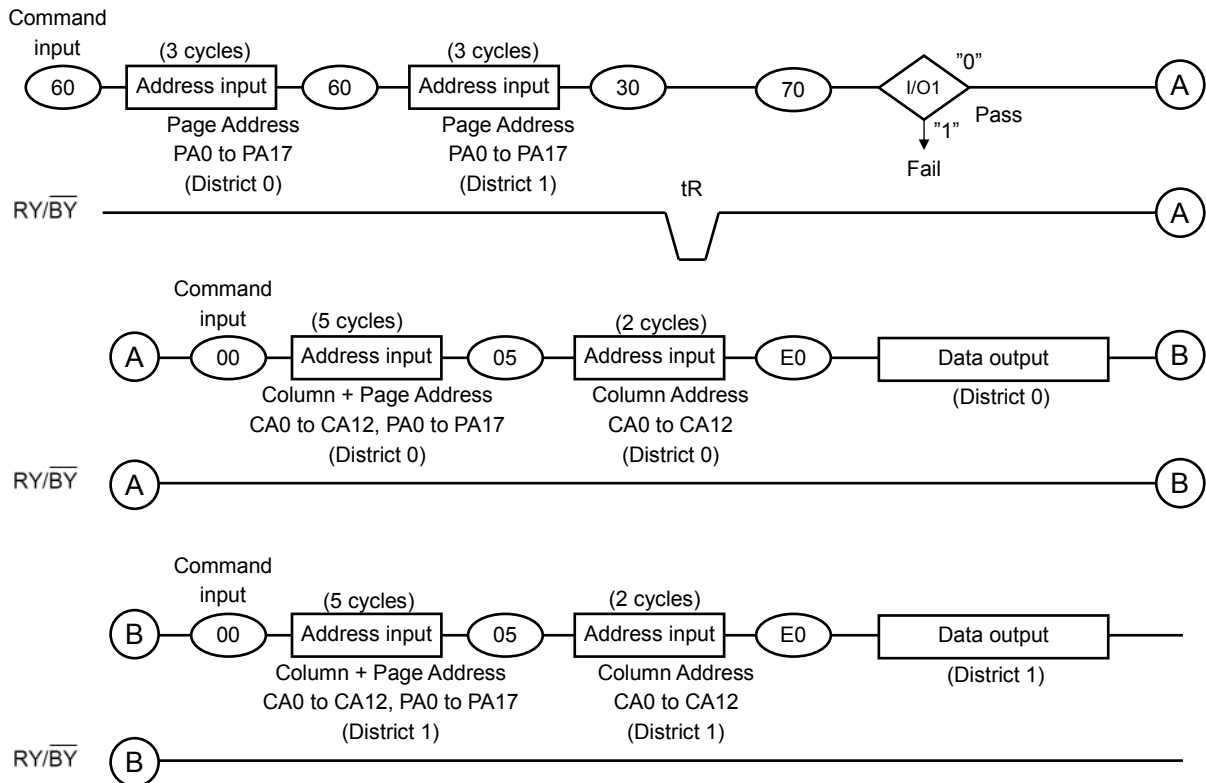 Command
input
(3 cycles)
(3 cycles)
60
Address input
60
Address input
30
70
I/O1
"0"
A
Page Address
PA0 to PA17
(District 0)
Page Address
PA0 to PA17
(District 1)
Pass
"1"
Fail
tR
RY/B̅Y̅
A
Command
input
(5 cycles)
(2 cycles)
A
00
Address input
05
Address input
E0
Data output
B
Column + Page Address
CA0 to CA12, PA0 to PA17
(District 0)
Column Address
CA0 to CA12
(District 0)
(District 0)
RY/B̅Y̅
A
B
Command
input
(5 cycles)
(2 cycles)
B
00
Address input
05
Address input
E0
Data output
Column + Page Address
CA0 to CA12, PA0 to PA17
(District 1)
Column Address
CA0 to CA12
(District 1)
(District 1)
RY/B̅Y̅
B